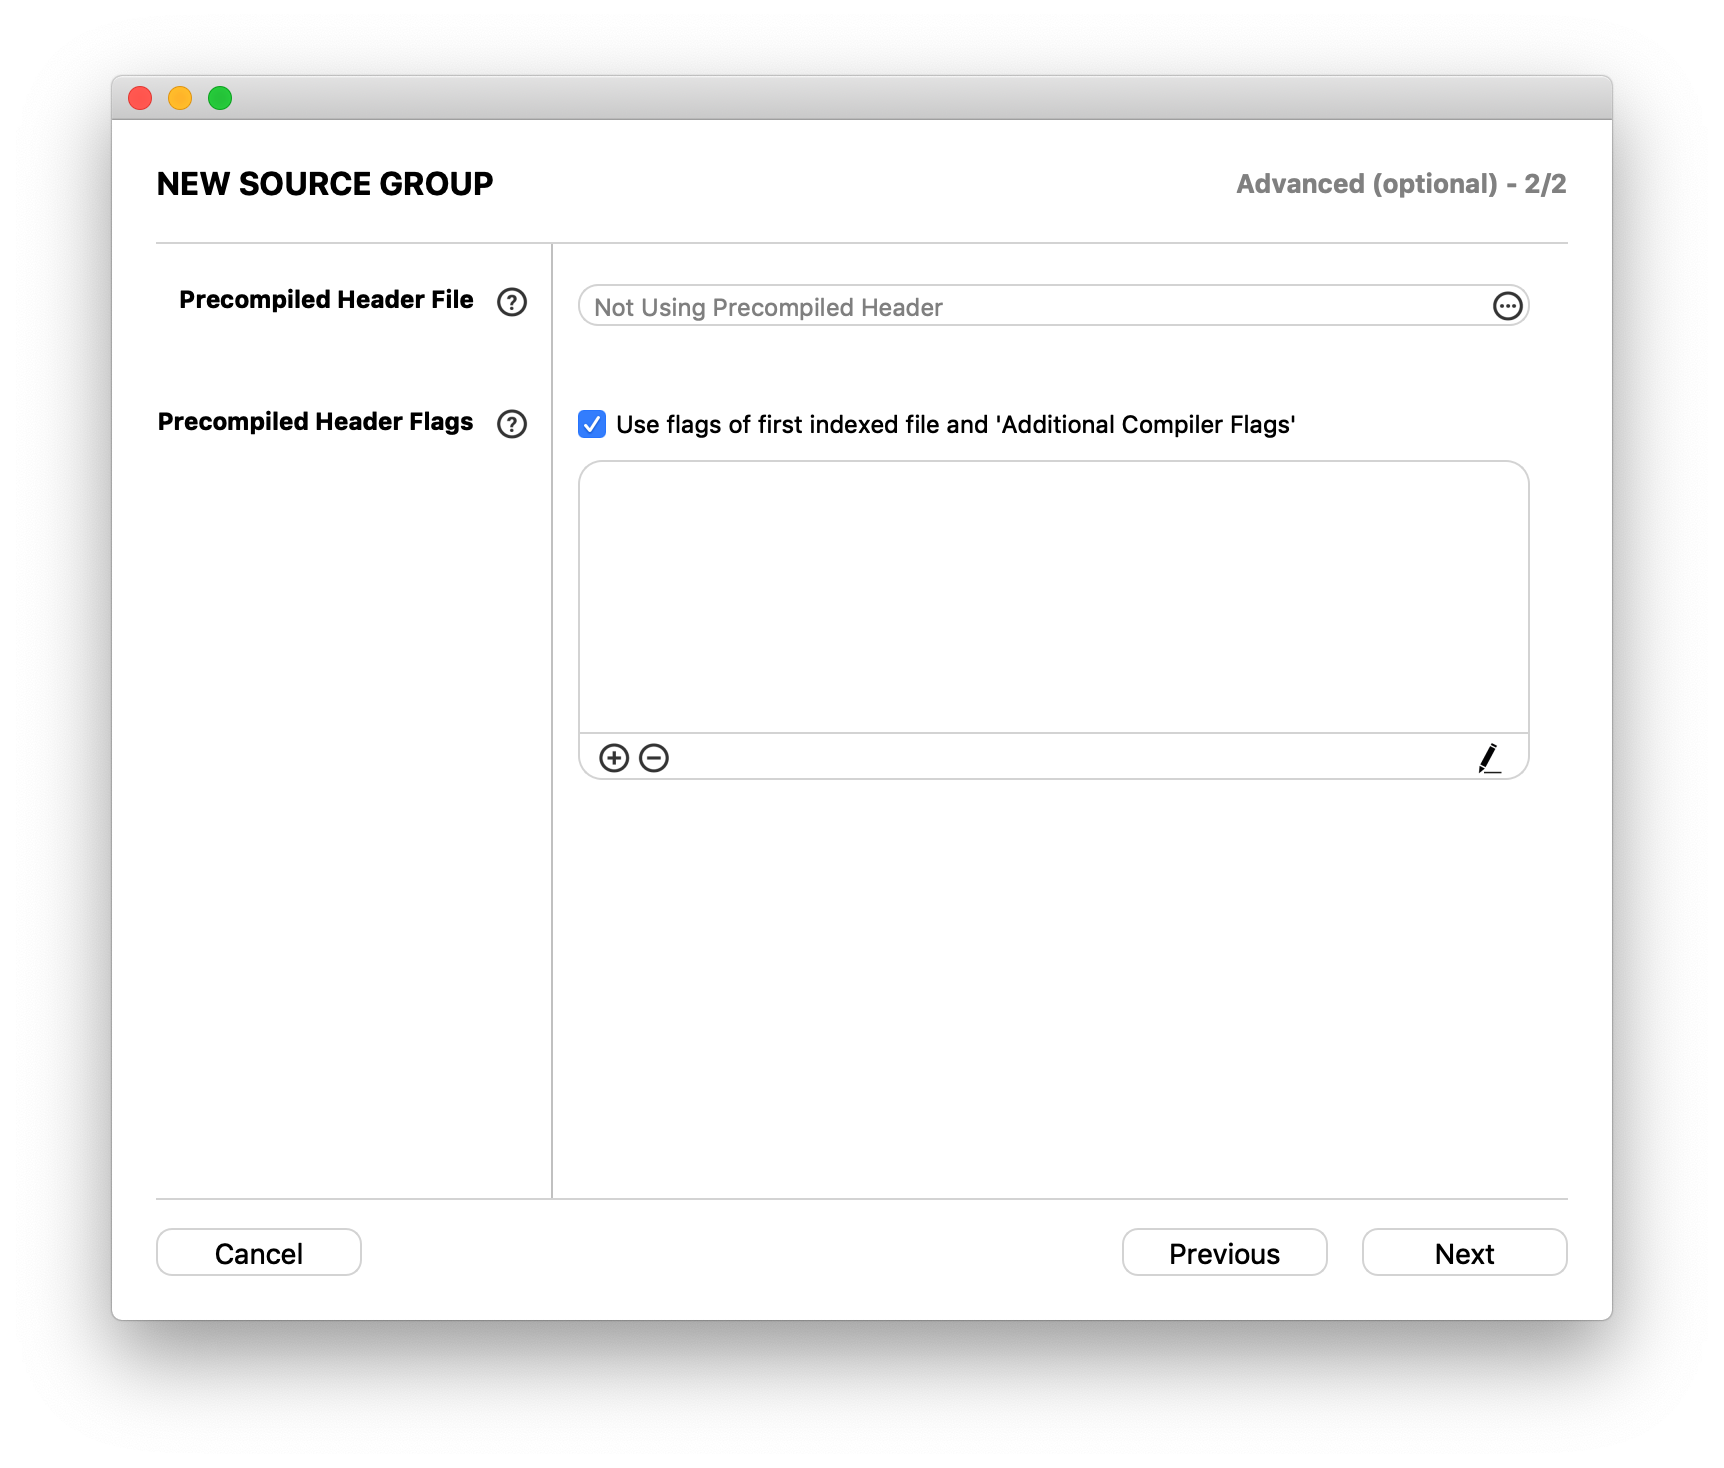 NEW SOURCE GROUP
Advanced (optional) - 2/2
Precompiled Header File
Not Using Precompiled Header
Precompiled Header Flags
Use flags of first indexed file and 'Additional Compiler Flags'
Cancel
Previous
Next